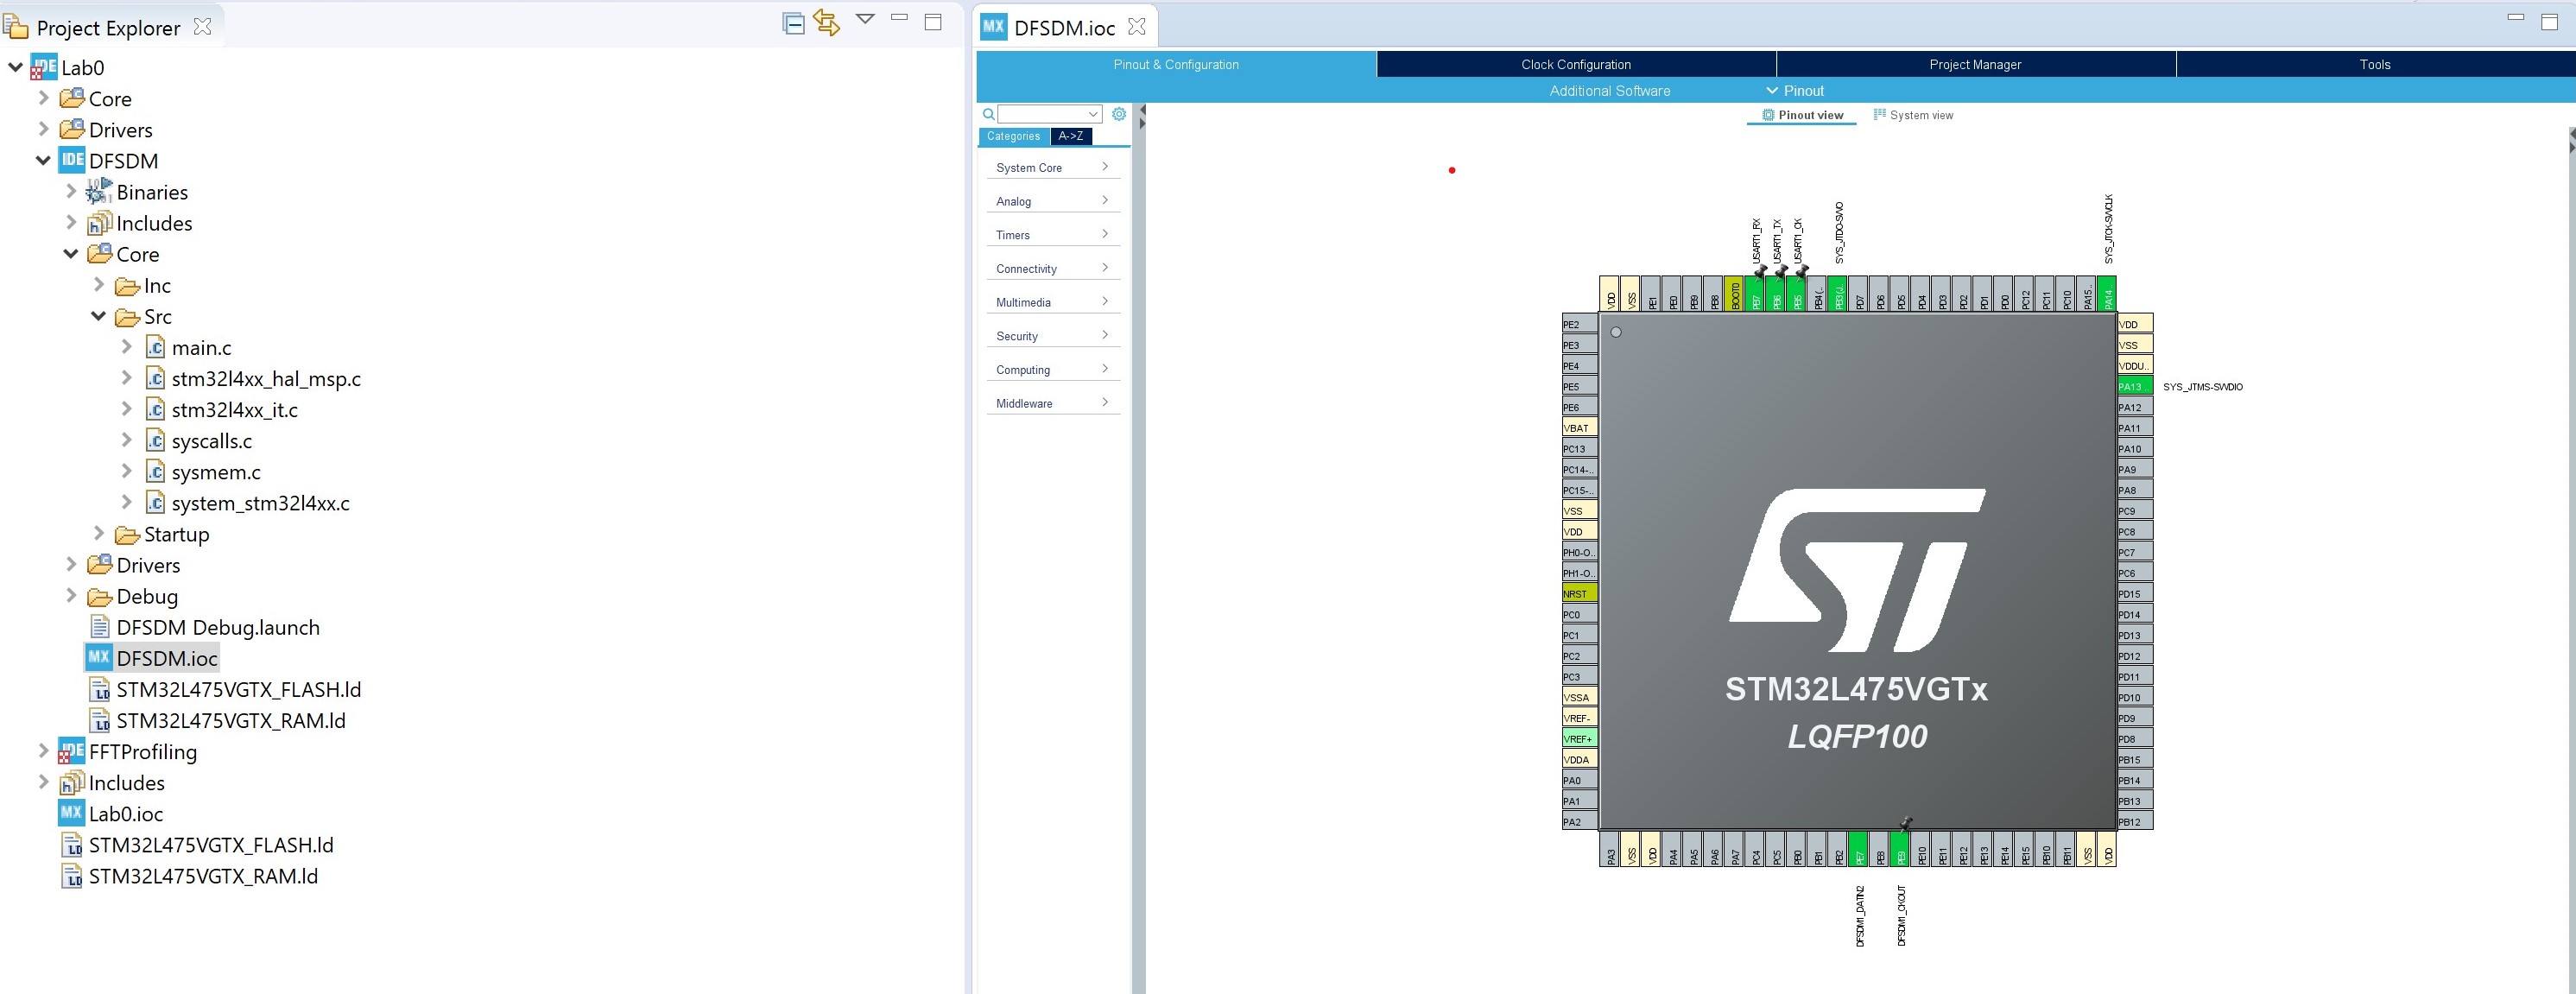 Project Explorer
Lab0
Core
Drivers
IDE DFSDM
Binaries
Includes
Core
Inc
Src
main.c
stm32l4xx_hal_msp.c
stm32l4xx_it.c
syscalls.c
sysmem.c
system_stm32l4xx.c
Startup
Drivers
Debug
DFSDM Debug.launch
MX DFSDM.ioc
STM32L475VGTX_FLASH.ld
STM32L475VGTX_RAM.ld
FFTProfiling
Includes
MX Lab0.ioc
STM32L475VGTX_FLASH.ld
STM32L475VGTX_RAM.ld
MX DFSDM.ioc
Pinout & Configuration
Clock Configuration
Project Manager
Tools
Additional Software
Pinout
Pinout view
System view
Categories
A->Z
System Core
Analog
Timers
Connectivity
Multimedia
Security
Computing
Middleware
USART1_RX
USART1_TX
USART1_CK
SYS_JTDO-SWO
SYS_JTCK-SWCLK
VDD
VSS
PE1
PE0
PB9
PB8
BOOT0
PB7
PB6
PB5
PB4 (..
PB3 (J..
PD7
PD6
PD5
PD4
PD3
PD2
PD1
PD0
PC12
PC11
PC10
PA15..
PA14..
PE2
PE3
PE4
PE5
PE6
VBAT
PC13
PC14-..
PC15-..
VSS
VDD
PH0-O..
PH1-O..
NRST
PC0
PC1
PC2
PC3
VSSA
VREF-
VREF+
VDDA
PA0
PA1
PA2
ST
STM32L475VGTx
LQFP100
VDD
VSS
VDDU..
PA13 ..
SYS_JTMS-SWDIO
PA12
PA11
PA10
PA9
PA8
PC9
PC8
PC7
PC6
PD15
PD14
PD13
PD12
PD11
PD10
PD9
PD8
PB15
PB14
PB13
PB12
PA3
VSS
VDD
PA4
PA5
PA6
PA7
PC4
PC5
PB0
PB1
PB2
PE7
PE8
PE9
PE10
PE11
PE12
PE13
PE14
PE15
PB10
PB11
VSS
VDD
DFSDM1_DATIN2
DFSDM1_CKOUT